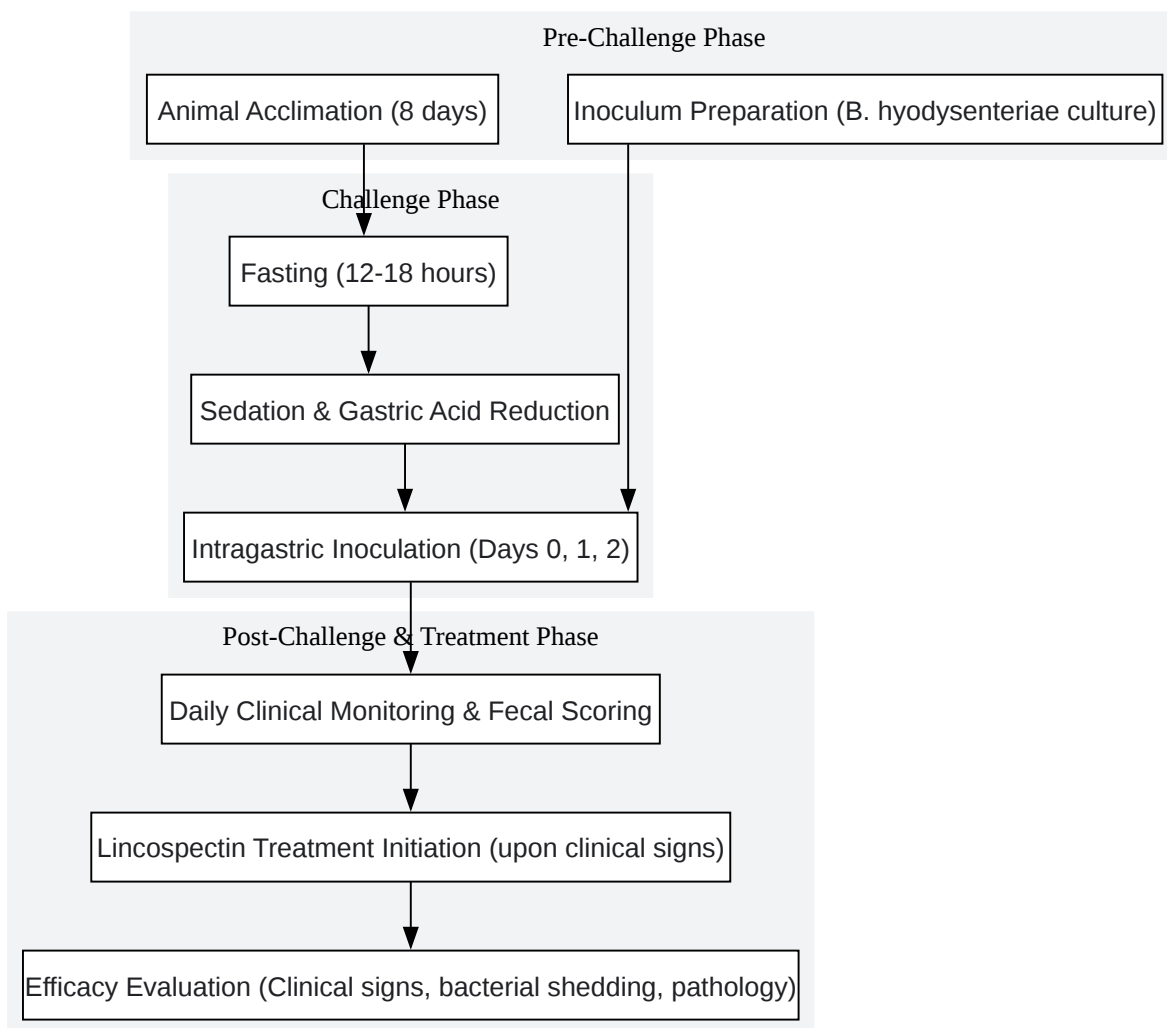 Pre-Challenge Phase
Animal Acclimation (8 days)
Inoculum Preparation (B. hyodysenteriae culture)
Challenge Phase
Fasting (12-18 hours)
Sedation & Gastric Acid Reduction
Intragastric Inoculation (Days 0, 1, 2)
Post-Challenge & Treatment Phase
Daily Clinical Monitoring & Fecal Scoring
Lincospectin Treatment Initiation (upon clinical signs)
Efficacy Evaluation (Clinical signs, bacterial shedding, pathology)